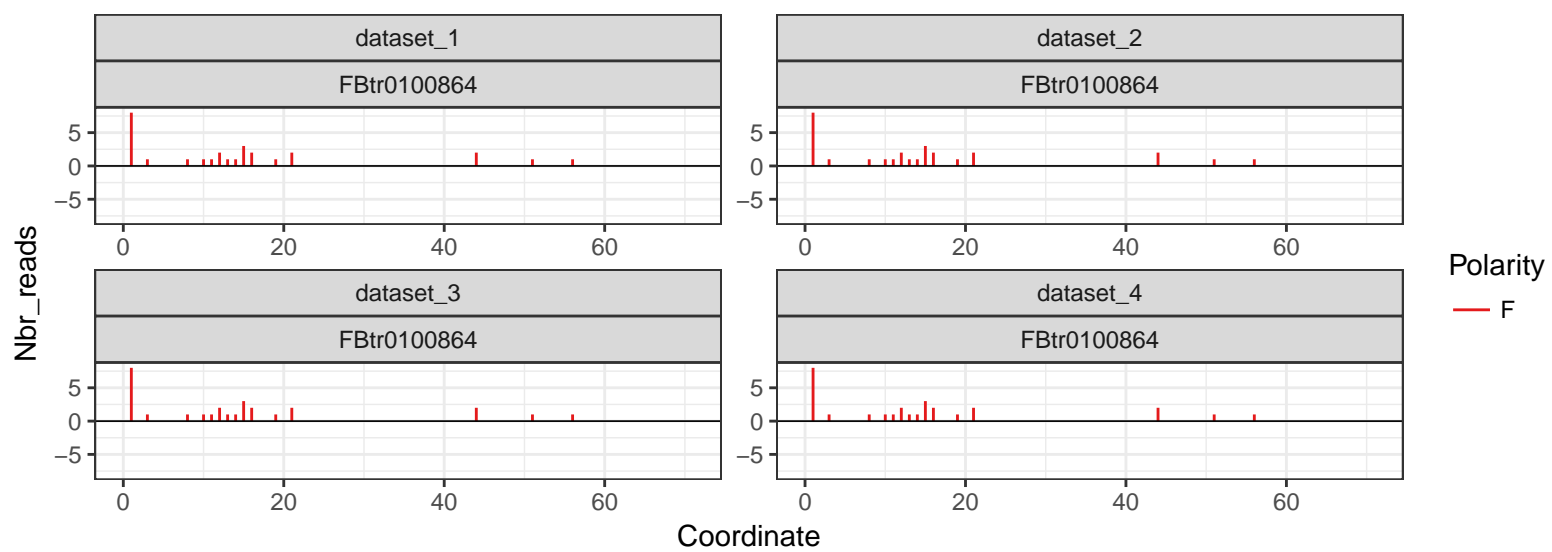 dataset_1
FBtr0100864
5
0
−5
0 20 40 60
dataset_2
FBtr0100864
5
0
−5
0 20 40 60
dataset_3
FBtr0100864
5
0
−5
0 20 40 60
dataset_4
FBtr0100864
5
0
−5
0 20 40 60
Nbr_reads
Coordinate
Polarity
F